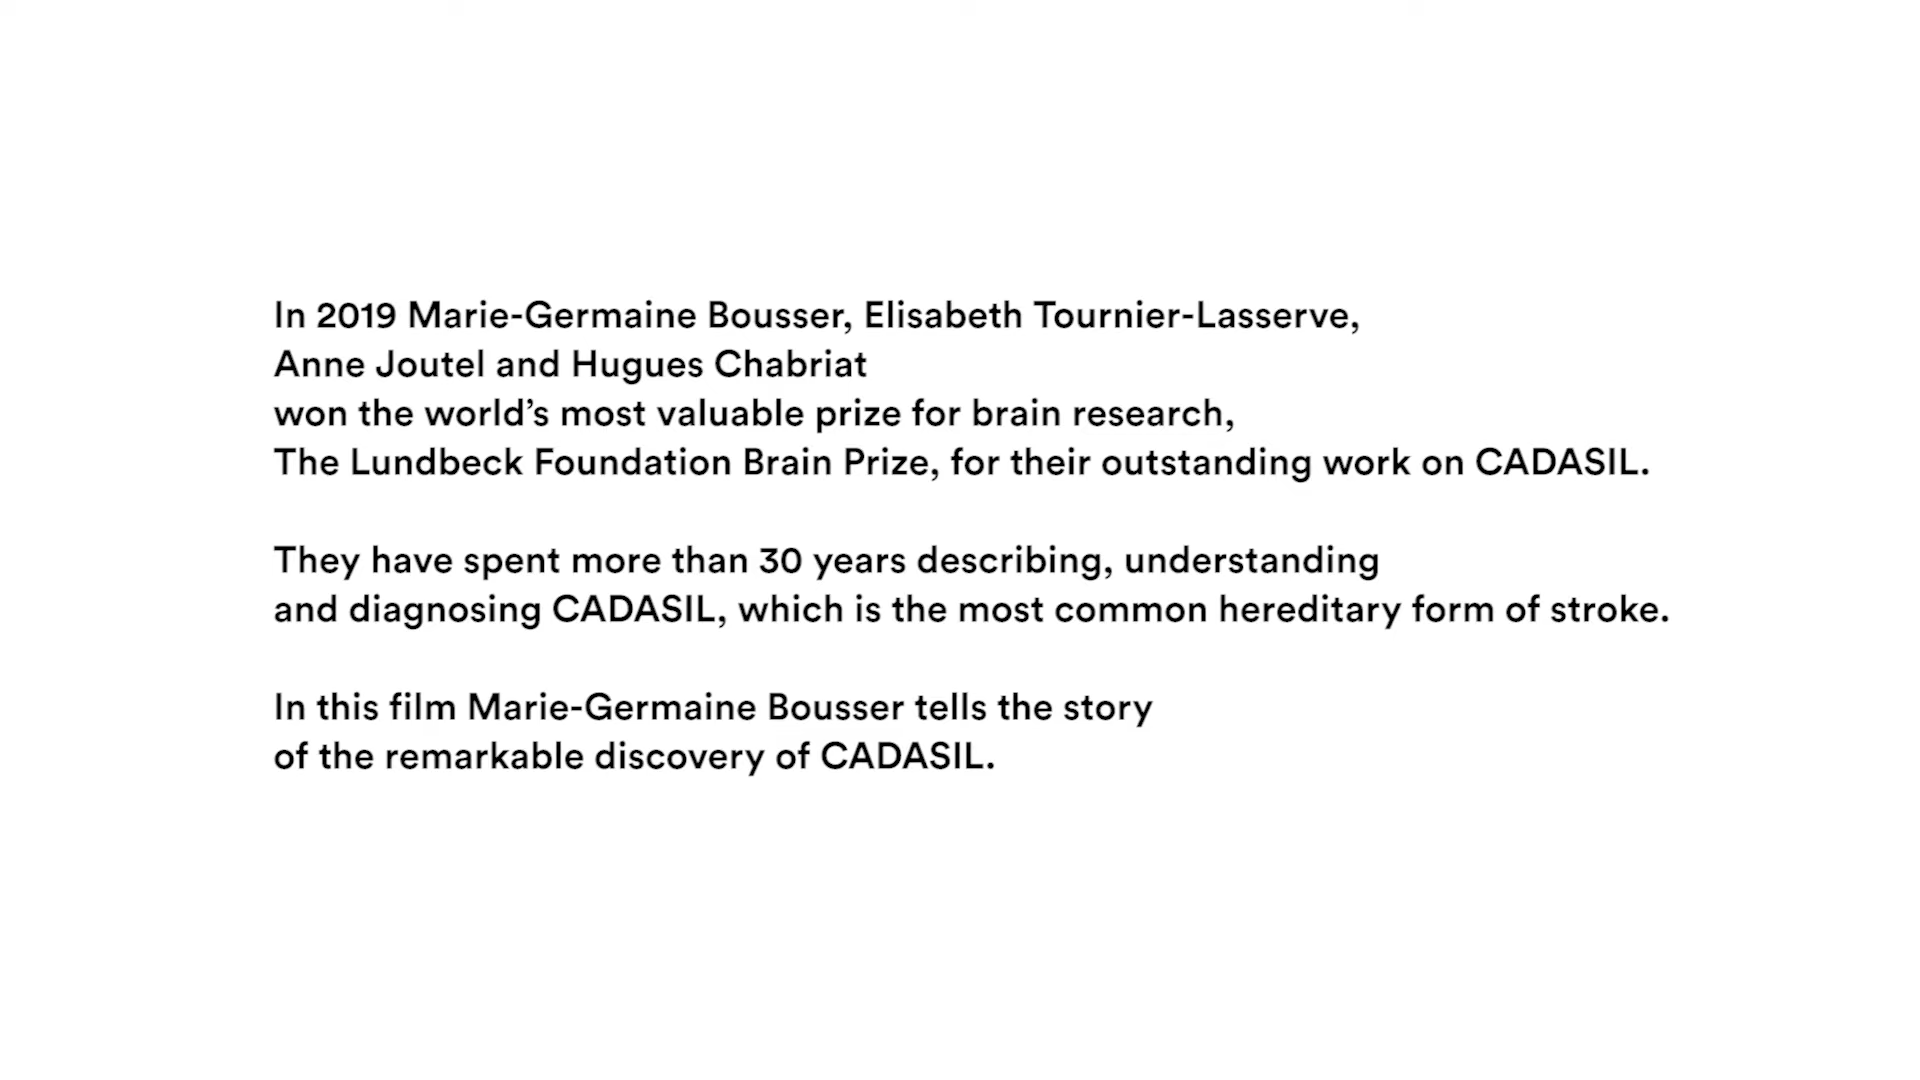 In 2019 Marie-Germaine Bousser, Elisabeth Tournier-Lasserve,
Anne Joutel and Hugues Chabriat
won the world’s most valuable prize for brain research,
The Lundbeck Foundation Brain Prize, for their outstanding work on CADASIL.
They have spent more than 30 years describing, understanding
and diagnosing CADASIL, which is the most common hereditary form of stroke.
In this film Marie-Germaine Bousser tells the story
of the remarkable discovery of CADASIL.